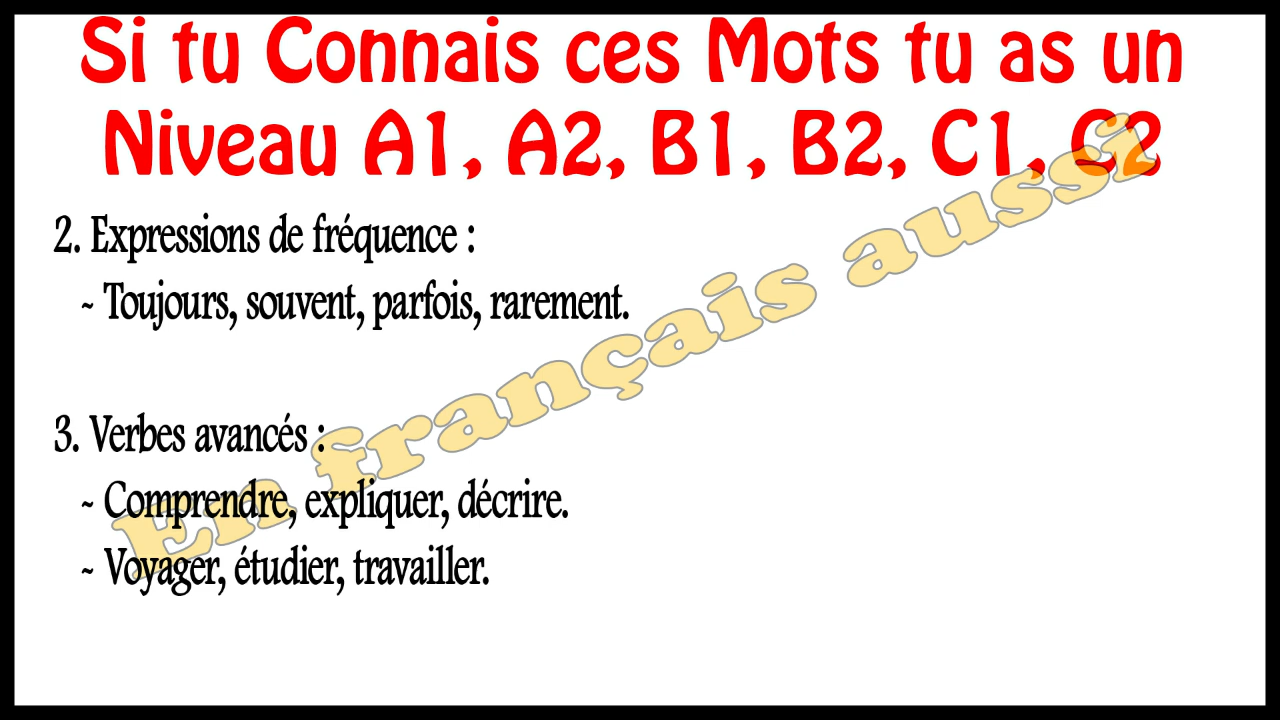 Si tu Connais ces Mots tu as un
Niveau A1, A2, B1, B2, C1, C2
2. Expressions de fréquence :
~ Toujours, souvent, parfois, rarement.
3. Verbes avancés :
~ Comprendre, expliquer, décrire.
~ Voyager, étudier, travailler.
En français aussi